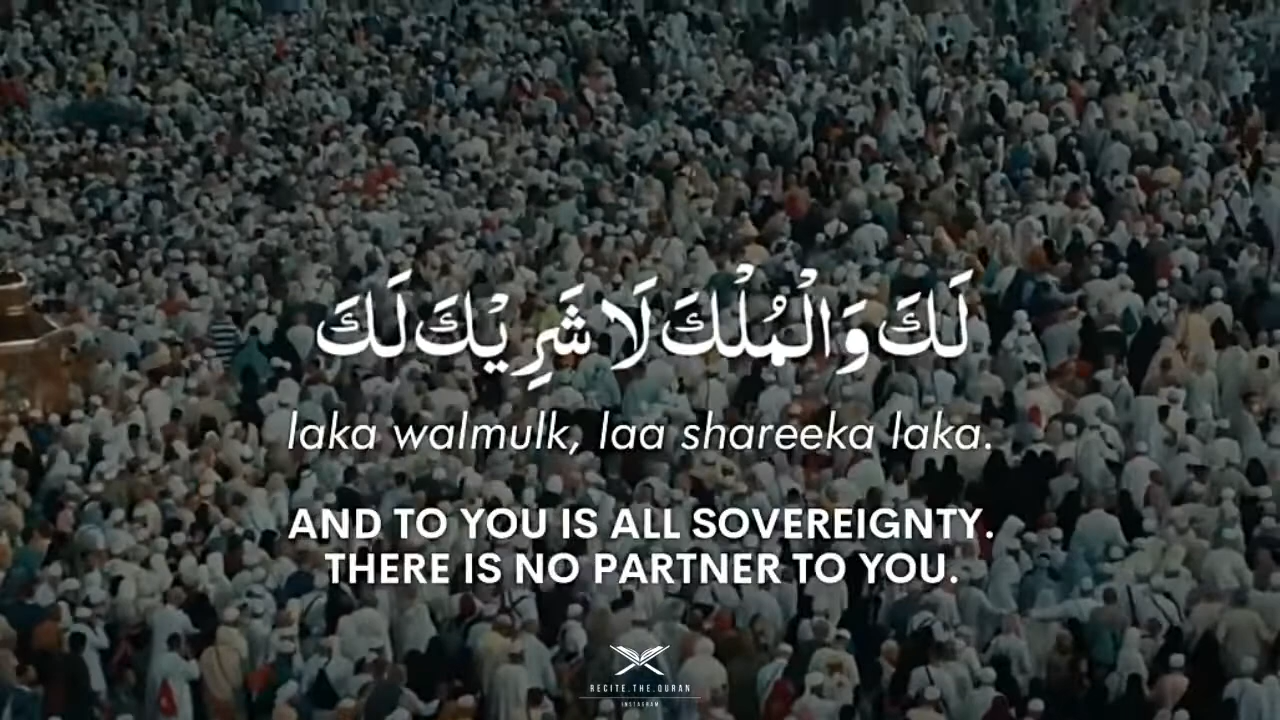 لَكَ وَالْمُلْكَ لَا شَرِيْكَ لَكَ
laka walmulk, laa shareeka laka.
AND TO YOU IS ALL SOVEREIGNTY.
THERE IS NO PARTNER TO YOU.
RECITE.THE.QURAN
INSTAGRAM